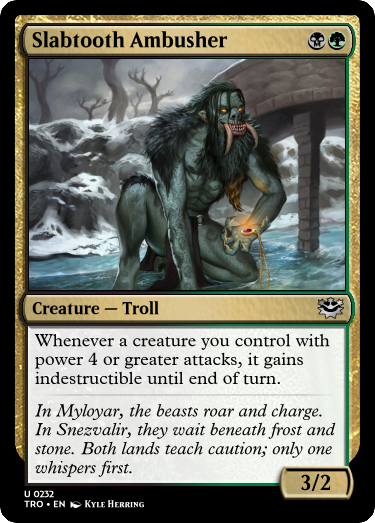 Slabtooth Ambusher
Creature — Troll
Whenever a creature you control with
power 4 or greater attacks, it gains
indestructible until end of turn.
In Myloyar, the beasts roar and charge.
In Snezvalir, they wait beneath frost and
stone. Both lands teach caution; only one
whispers first.
3/2
U 0232
TRO • EN Kyle Herring